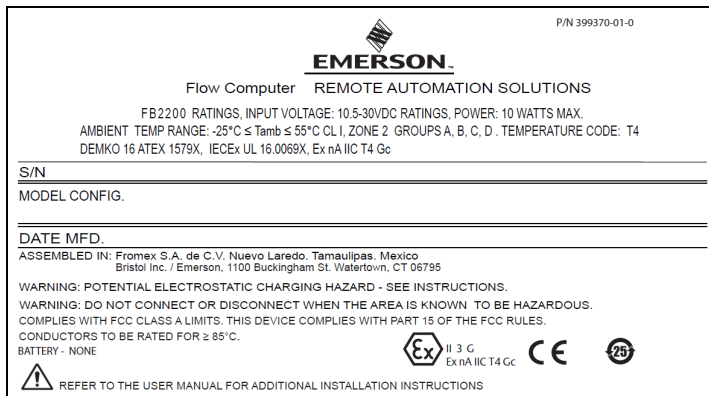 P/N 399370-01-0
EMERSON™
Flow Computer REMOTE AUTOMATION SOLUTIONS
FB2200 RATINGS, INPUT VOLTAGE: 10.5-30VDC RATINGS, POWER: 10 WATTS MAX.
AMBIENT TEMP RANGE: -25°C ≤ Tamb ≤ 55°C CL I, ZONE 2 GROUPS A, B, C, D . TEMPERATURE CODE: T4
DEMKO 16 ATEX 1579X, IECEx UL 16.0069X, Ex nA IIC T4 Gc
S/N
MODEL CONFIG.
DATE MFD.
ASSEMBLED IN: Fromex S.A. de C.V. Nuevo Laredo. Tamaulipas. Mexico
Bristol Inc. / Emerson, 1100 Buckingham St. Watertown, CT 06795
WARNING: POTENTIAL ELECTROSTATIC CHARGING HAZARD - SEE INSTRUCTIONS.
WARNING: DO NOT CONNECT OR DISCONNECT WHEN THE AREA IS KNOWN TO BE HAZARDOUS.
COMPLIES WITH FCC CLASS A LIMITS. THIS DEVICE COMPLIES WITH PART 15 OF THE FCC RULES.
CONDUCTORS TO BE RATED FOR ≥ 85°C.
BATTERY - NONE
Ex II 3 G
Ex nA IIC T4 Gc
CE
25
REFER TO THE USER MANUAL FOR ADDITIONAL INSTALLATION INSTRUCTIONS